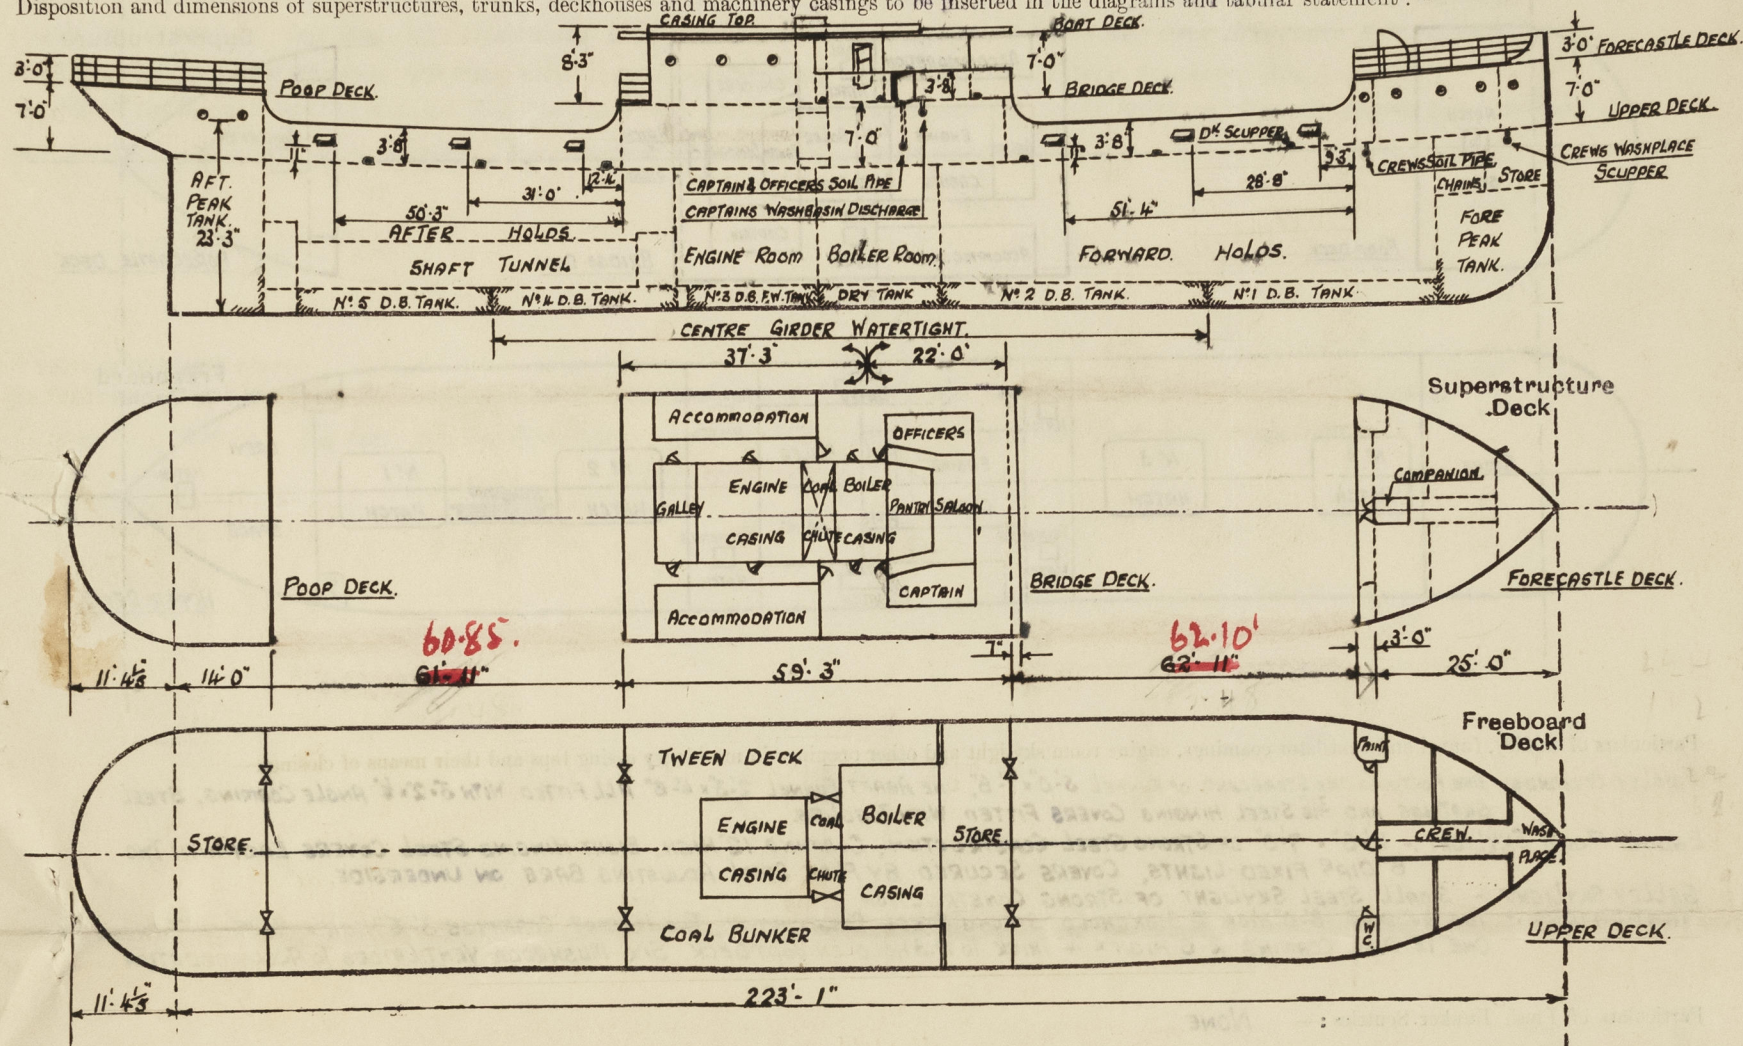 Disposition and dimensions of superstructures, trunks, deckhouses and machinery casings to be inserted in the diagrams and tabular statement :
CASING TOP.
BOAT DECK.
3'·0"
FORECASTLE DECK.
8'·3"
7'·0"
3'·0"
POOP DECK.
3'·8"
BRIDGE DECK.
7'·0"
UPPER DECK.
7'·0"
3'·8"
7'·0"
3'·8"
DK SCUPPER
CREWS WASHPLACE
SCUPPER
CREWS SOIL PIPE
CHAINS
STORE
AFT.
PEAK
TANK.
23'·3"
CAPTAIN & OFFICERS SOIL PIPE
CAPTAINS WASHBASIN DISCHARGE
31'·0"
50'·3"
28'·8"
51'·4"
AFTER HOLDS.
SHAFT TUNNEL
ENGINE ROOM
BOILER ROOM.
FORWARD HOLDS.
FORE
PEAK
TANK.
No. 5 D.B. TANK.
No. 4 D.B. TANK.
No. 3 D.B. F.W. TANK
DRY TANK
No. 2 D.B. TANK.
No. 1 D.B. TANK.
CENTRE GIRDER WATERTIGHT.
37'·3"
22'·0"
Superstructure
Deck
ACCOMMODATION
OFFICERS
COMPANION.
GALLEY
ENGINE
CASING
COAL
CHUTE
BOILER
CASING
PANTRY
SALOON
CAPTAIN
ACCOMMODATION
POOP DECK.
BRIDGE DECK.
FORECASTLE DECK.
60·85.
62·10'
7"
3'·0"
11'·4½"
14'·0"
61'·11"
59'·3"
62'·11"
25'·0"
Freeboard
Deck
TWEEN DECK
PAINT
STORE.
ENGINE
CASING
COAL
CHUTE
BOILER
CASING
STORE.
CREW.
WASH
PLACE.
W.C.
COAL BUNKER
UPPER DECK.
11'·4½"
223'·1"